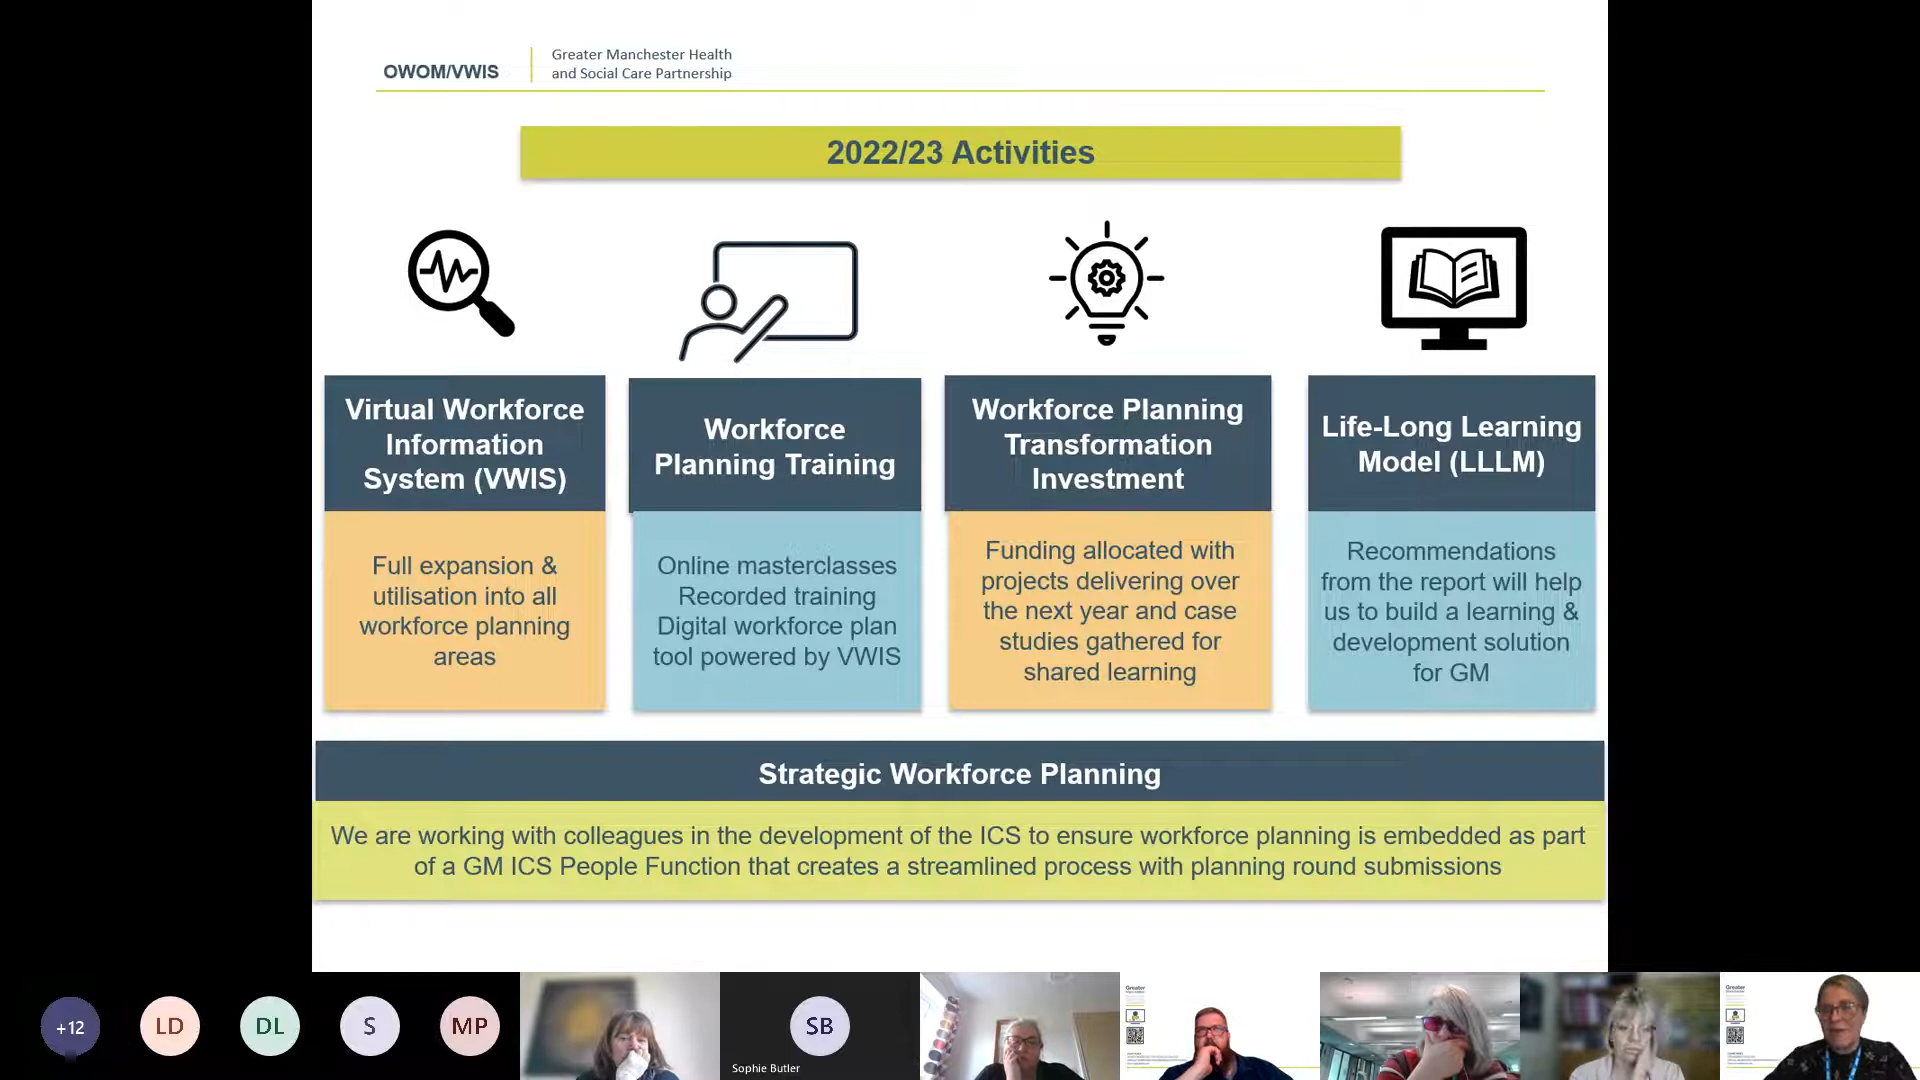 OWOM/VWIS
Greater Manchester Health
and Social Care Partnership
2022/23 Activities
Virtual Workforce
Information
System (VWIS)
Full expansion &
utilisation into all
workforce planning
areas
Workforce
Planning Training
Online masterclasses
Recorded training
Digital workforce plan
tool powered by VWIS
Workforce Planning
Transformation
Investment
Funding allocated with
projects delivering over
the next year and case
studies gathered for
shared learning
Life-Long Learning
Model (LLLM)
Recommendations
from the report will help
us to build a learning &
development solution
for GM
Strategic Workforce Planning
We are working with colleagues in the development of the ICS to ensure workforce planning is embedded as part
of a GM ICS People Function that creates a streamlined process with planning round submissions
+12
LD
DL
S
MP
SB
Sophie Butler
Greater
Greater